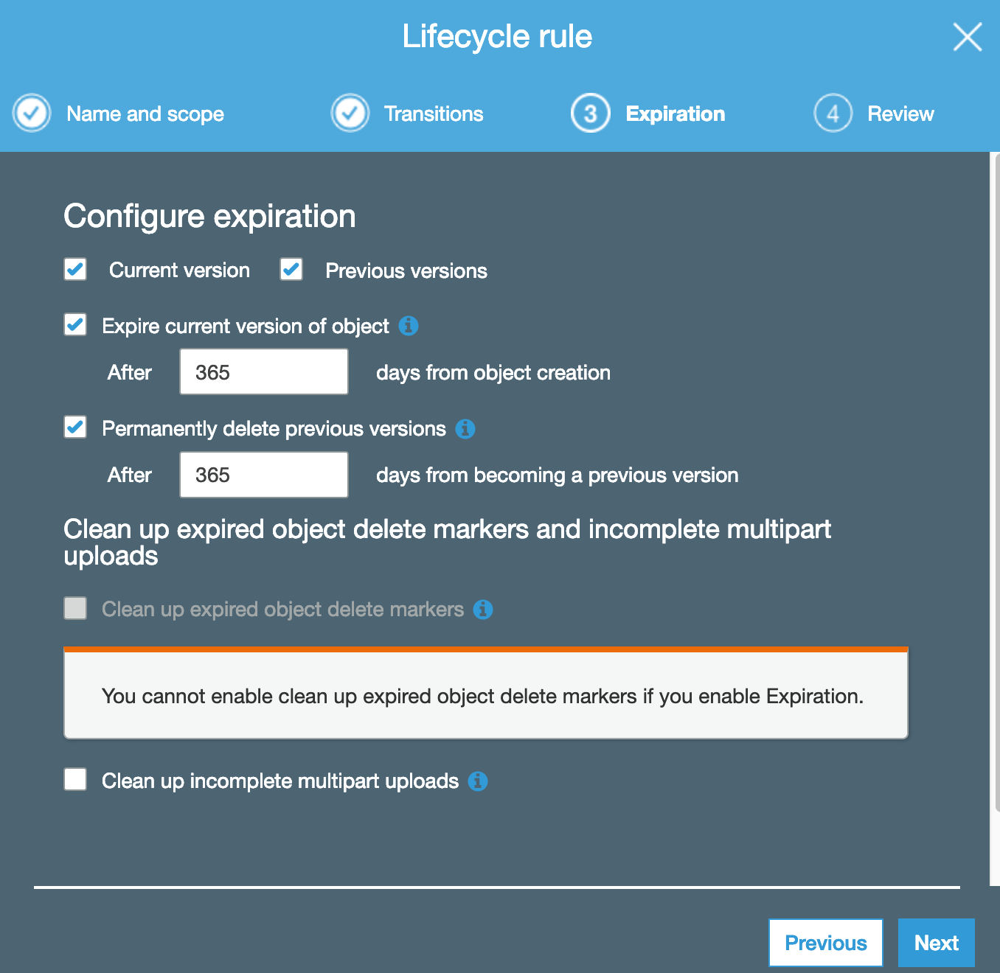 Lifecycle rule
Name and scope
Transitions
3 Expiration
4 Review
Configure expiration
Current version
Previous versions
Expire current version of object
After 365 days from object creation
Permanently delete previous versions
After 365 days from becoming a previous version
Clean up expired object delete markers and incomplete multipart
uploads
Clean up expired object delete markers
You cannot enable clean up expired object delete markers if you enable Expiration.
Clean up incomplete multipart uploads
Previous
Next